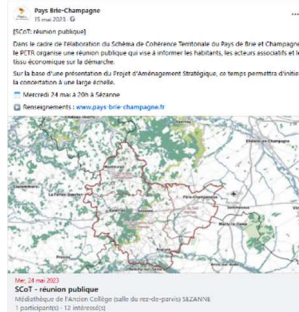 Pays Brie-Champagne
15 mai 2023
[SCoT: réunion publique]
Dans le cadre de l'élaboration du Schéma de Cohérence Territoriale du Pays de Brie et Champagne
le PETR organise une réunion publique qui vise à informer les habitants, les acteurs associatifs et le
tissu économique sur la démarche.
Sur la base d'une présentation du Projet d'Aménagement Stratégique, ce temps permettra d'initier
la concertation à une large échelle.
Mercredi 24 mai à 20h à Sézanne
Renseignements : www.pays-brie-champagne.fr
Mer, 24 mai 2023
SCoT - réunion publique
Médiathèque de l'Ancien Collège (salle du rez-de-parvis) SEZANNE
1 participant(s) · 12 intéressé(s)